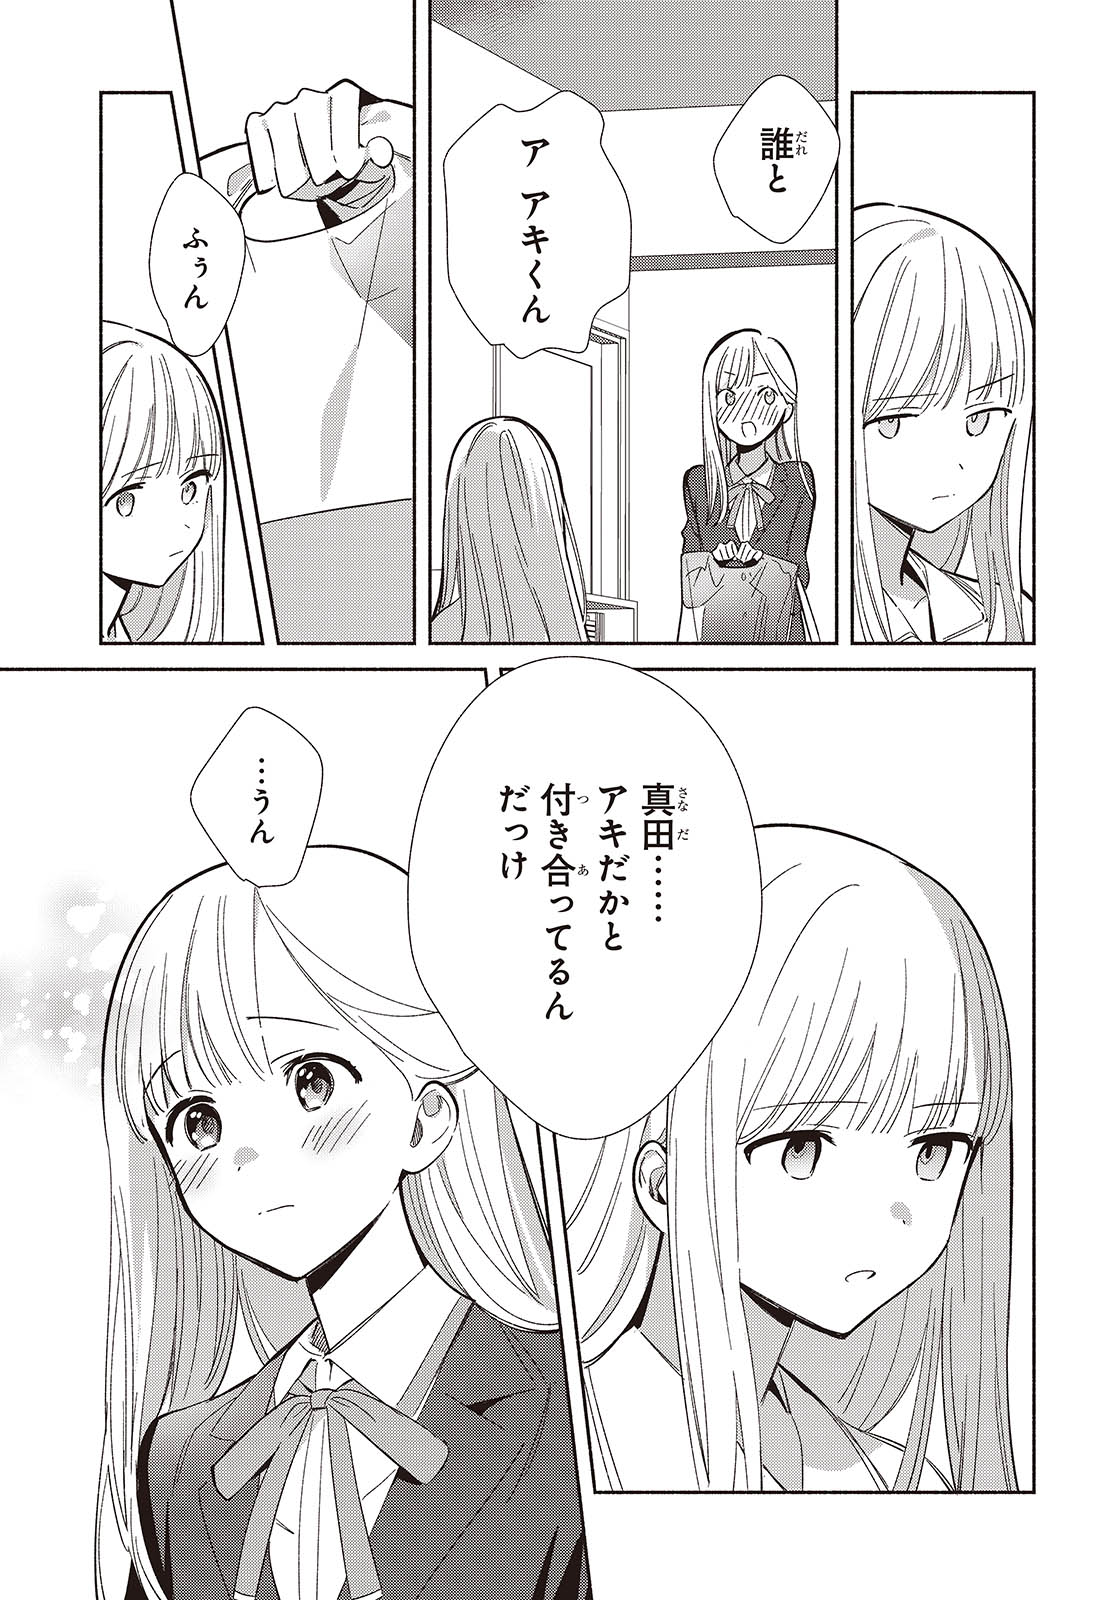 誰と
ア アキくん
ふぅん
真田……
アキだかと
付き合ってるん
だっけ
…うん